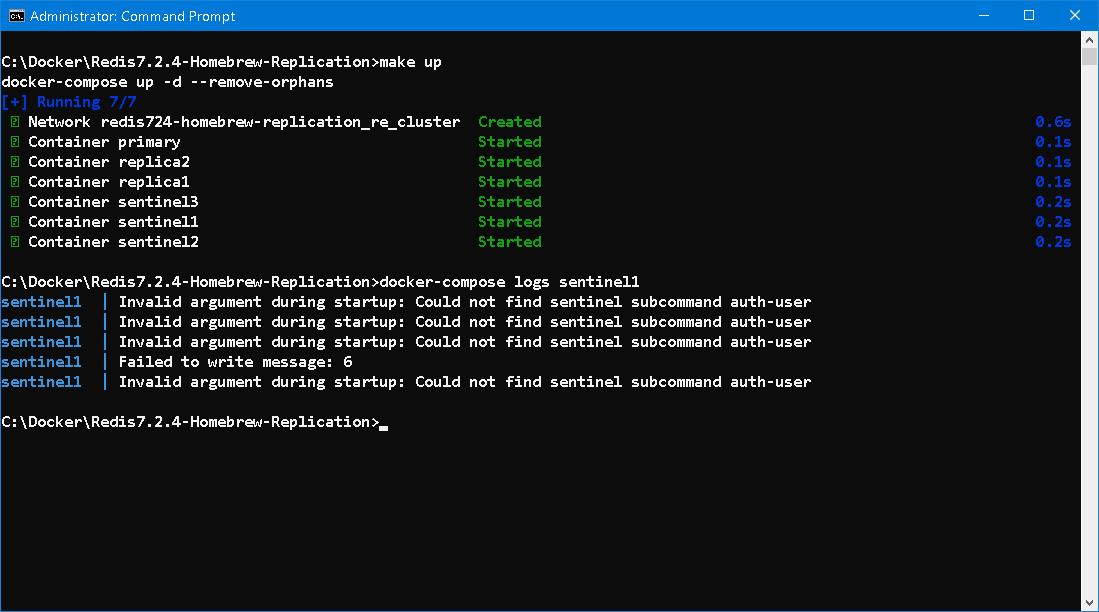 Administrator: Command Prompt
C:\Docker\Redis7.2.4-Homebrew-Replication>make up
docker-compose up -d --remove-orphans
[+] Running 7/7
Network redis724-homebrew-replication_re_cluster Created 0.6s
Container primary Started 0.1s
Container replica2 Started 0.1s
Container replica1 Started 0.1s
Container sentinel3 Started 0.2s
Container sentinel1 Started 0.2s
Container sentinel2 Started 0.2s
C:\Docker\Redis7.2.4-Homebrew-Replication>docker-compose logs sentinel1
sentinel1 | Invalid argument during startup: Could not find sentinel subcommand auth-user
sentinel1 | Invalid argument during startup: Could not find sentinel subcommand auth-user
sentinel1 | Invalid argument during startup: Could not find sentinel subcommand auth-user
sentinel1 | Failed to write message: 6
sentinel1 | Invalid argument during startup: Could not find sentinel subcommand auth-user
C:\Docker\Redis7.2.4-Homebrew-Replication>